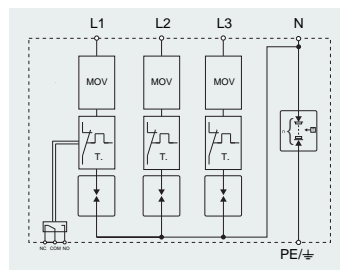 L1 L2 L3 N
MOV MOV MOV
n
T. T. T.
NC COM NO
PE/⏚